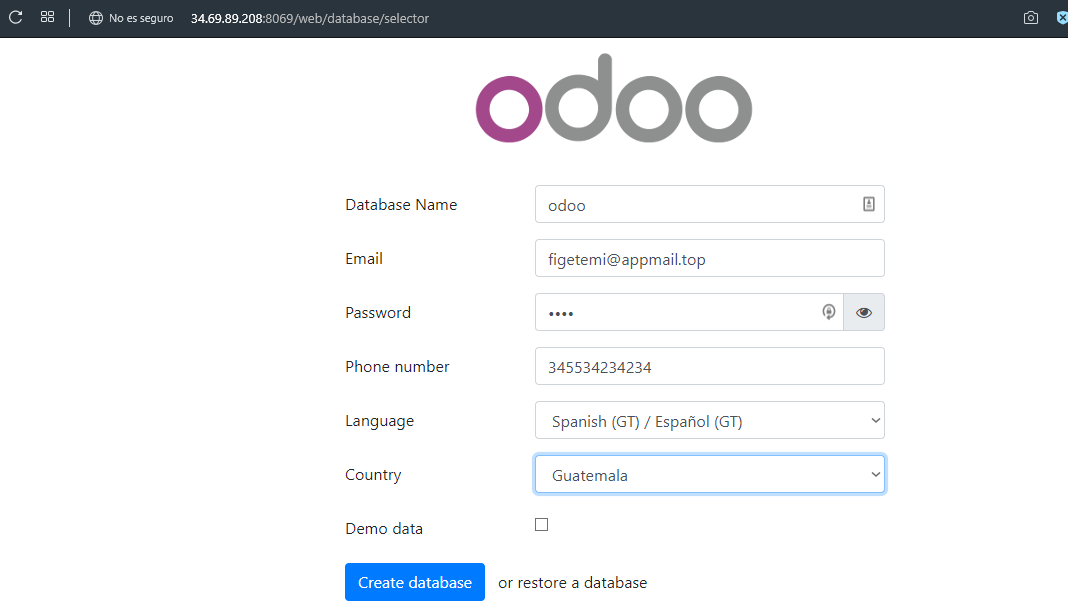 No es seguro 34.69.89.208:8069/web/database/selector
odoo
Database Name odoo
Email figetemi@appmail.top
Password ••••
Phone number 345534234234
Language Spanish (GT) / Español (GT)
Country Guatemala
Demo data
Create database or restore a database